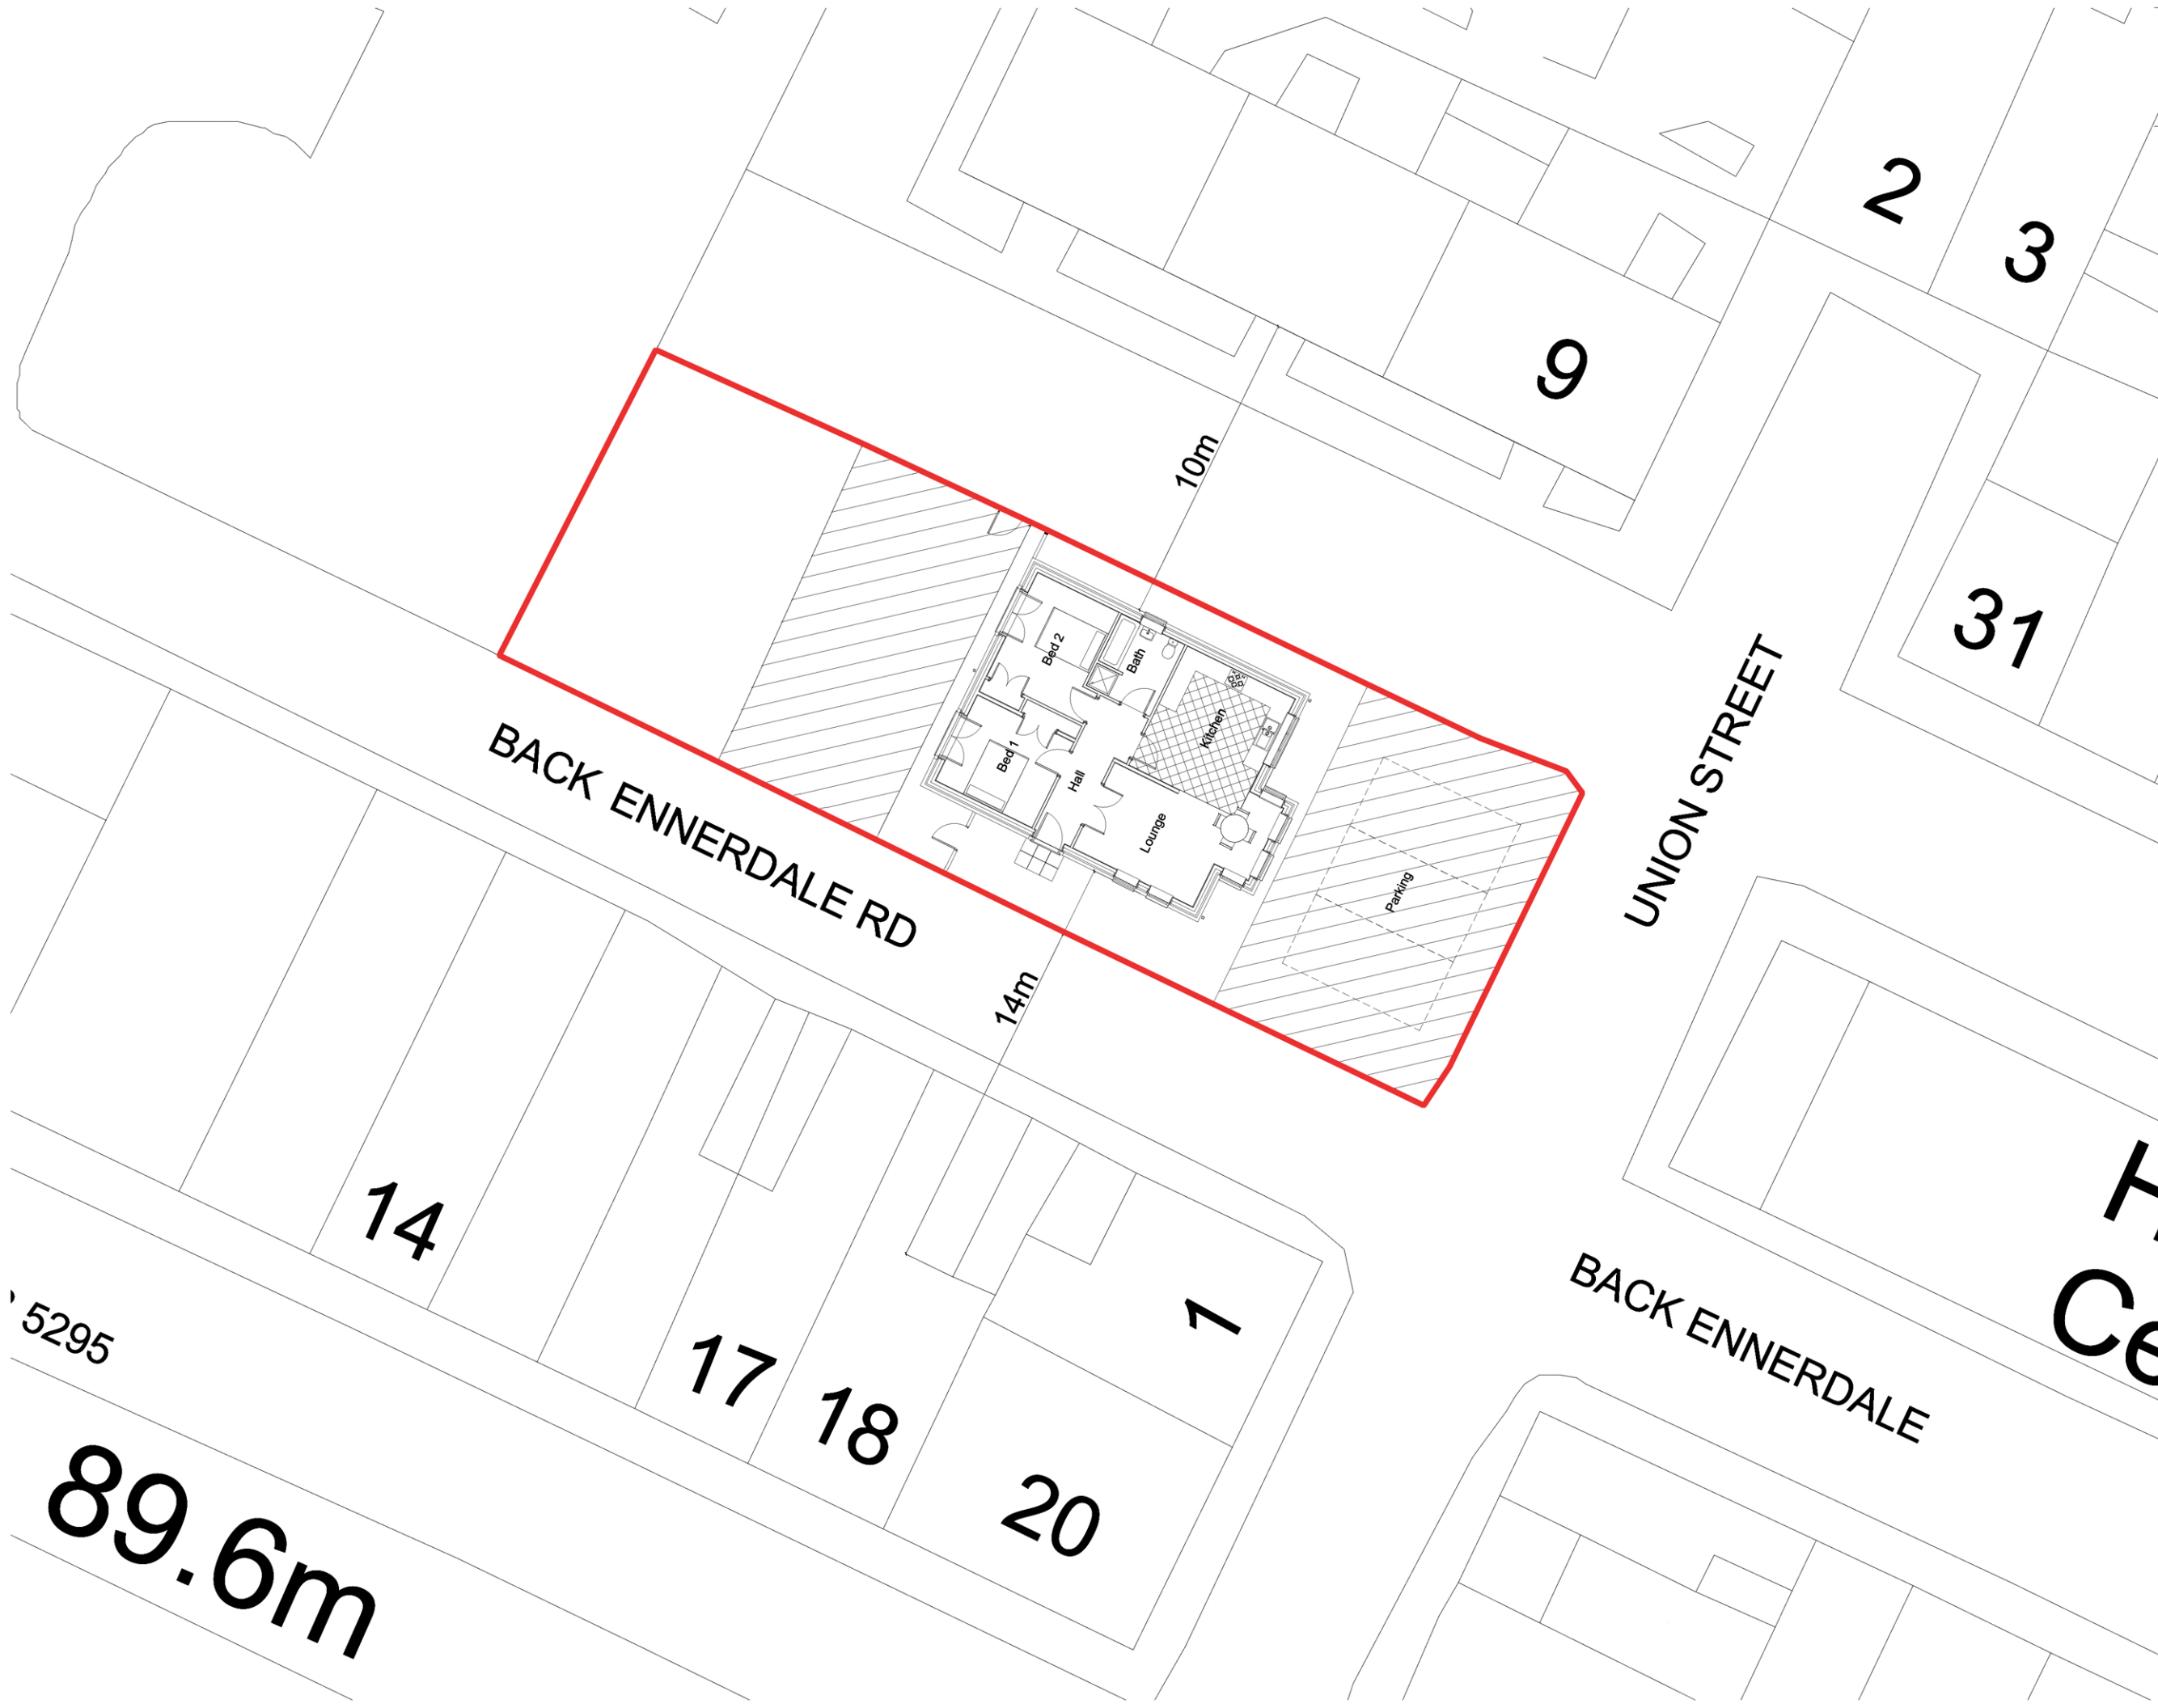 2
3
9
10m
31
UNION STREET
Bed 2
Bath
Kitchen
Bed 1
Hall
Lounge
Parking
BACK ENNERDALE RD
14m
14
17
18
20
1
5295
89.6m
BACK ENNERDALE
H
Ce